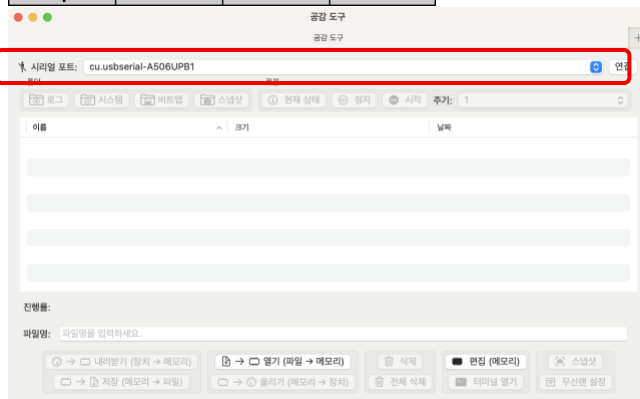 공감 도구
공감 도구
시리얼 포트: cu.usbserial-A506UPB1 연결
로그 시스템 비트맵 스냅샷 현재 상태 정지 시작 주기: 1
이름 크기 날짜
진행률:
파일명: 파일명을 입력하세요.
내려받기 (장치 → 메모리) → 열기 (파일 → 메모리) 삭제 편집 (메모리) 스냅샷
저장 (메모리 → 파일) → 올리기 (메모리 → 장치) 전체 삭제 터미널 열기 무선랜 설정